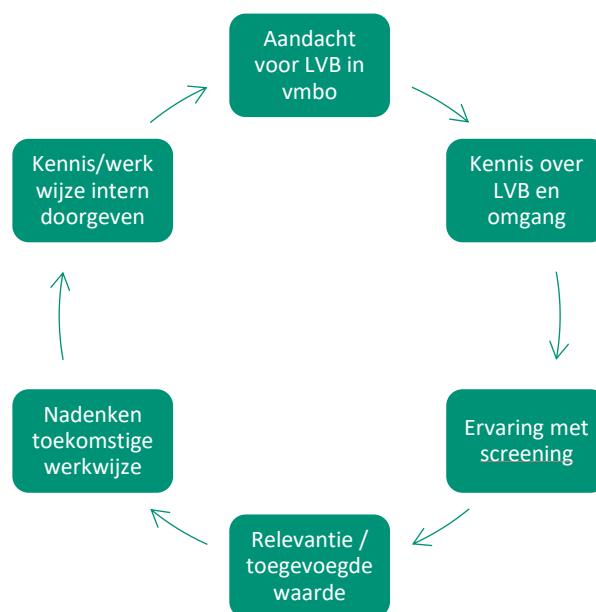 Aandacht
voor LVB in
vmbo
Kennis over
LVB en
omgang
Ervaring met
screening
Relevantie /
toegevoegde
waarde
Nadenken
toekomstige
werkwijze
Kennis/werk
wijze intern
doorgeven